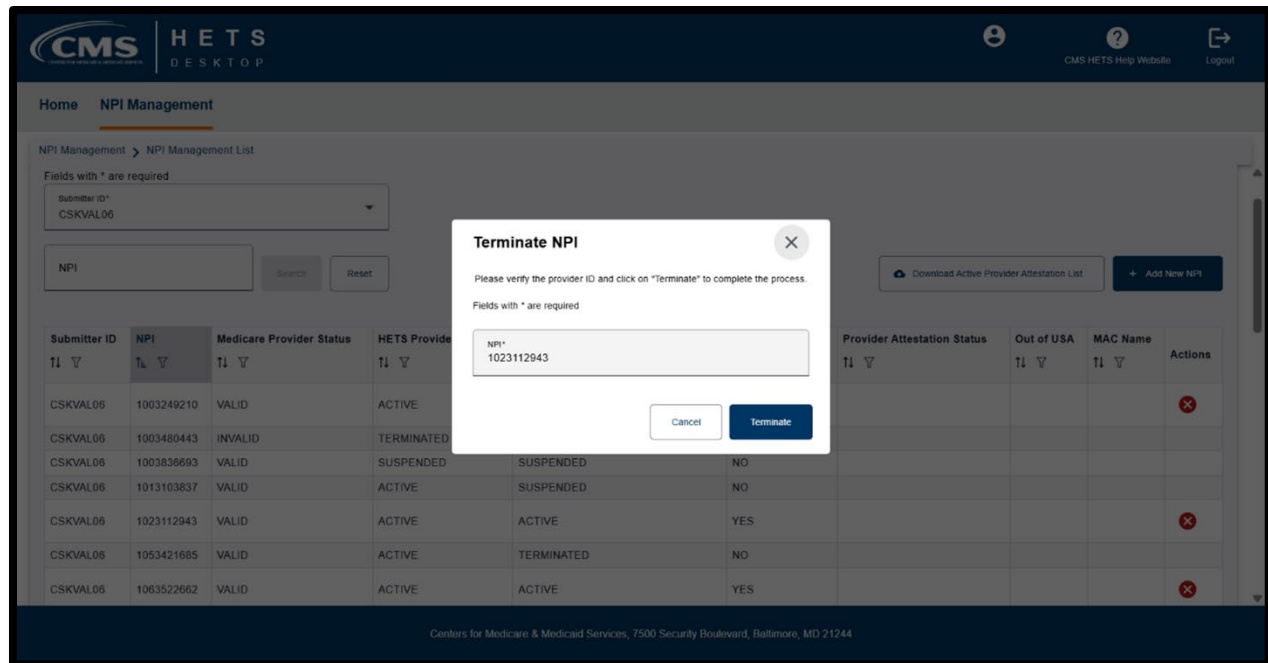 CMS
HETS
DESKTOP
CMS HETS Help Website
Logout
Home NPI Management
NPI Management > NPI Management List
Fields with * are required
Submitter ID*
CSKVAL06
NPI
Search
Reset
Download Active Provider Attestation List
+ Add New NPI
Terminate NPI
Please verify the provider ID and click on "Terminate" to complete the process.
Fields with * are required
NPI*
1023112943
Cancel
Terminate
Submitter ID NPI Medicare Provider Status HETS Provide Provider Attestation Status Out of USA MAC Name Actions
CSKVAL06 1003249210 VALID ACTIVE
CSKVAL06 1003480443 INVALID TERMINATED
CSKVAL06 1003836693 VALID SUSPENDED SUSPENDED NO
CSKVAL06 1013103837 VALID ACTIVE SUSPENDED NO
CSKVAL06 1023112943 VALID ACTIVE ACTIVE YES
CSKVAL06 1053421685 VALID ACTIVE TERMINATED NO
CSKVAL06 1063522662 VALID ACTIVE ACTIVE YES
Centers for Medicare & Medicaid Services, 7500 Security Boulevard, Baltimore, MD 21244